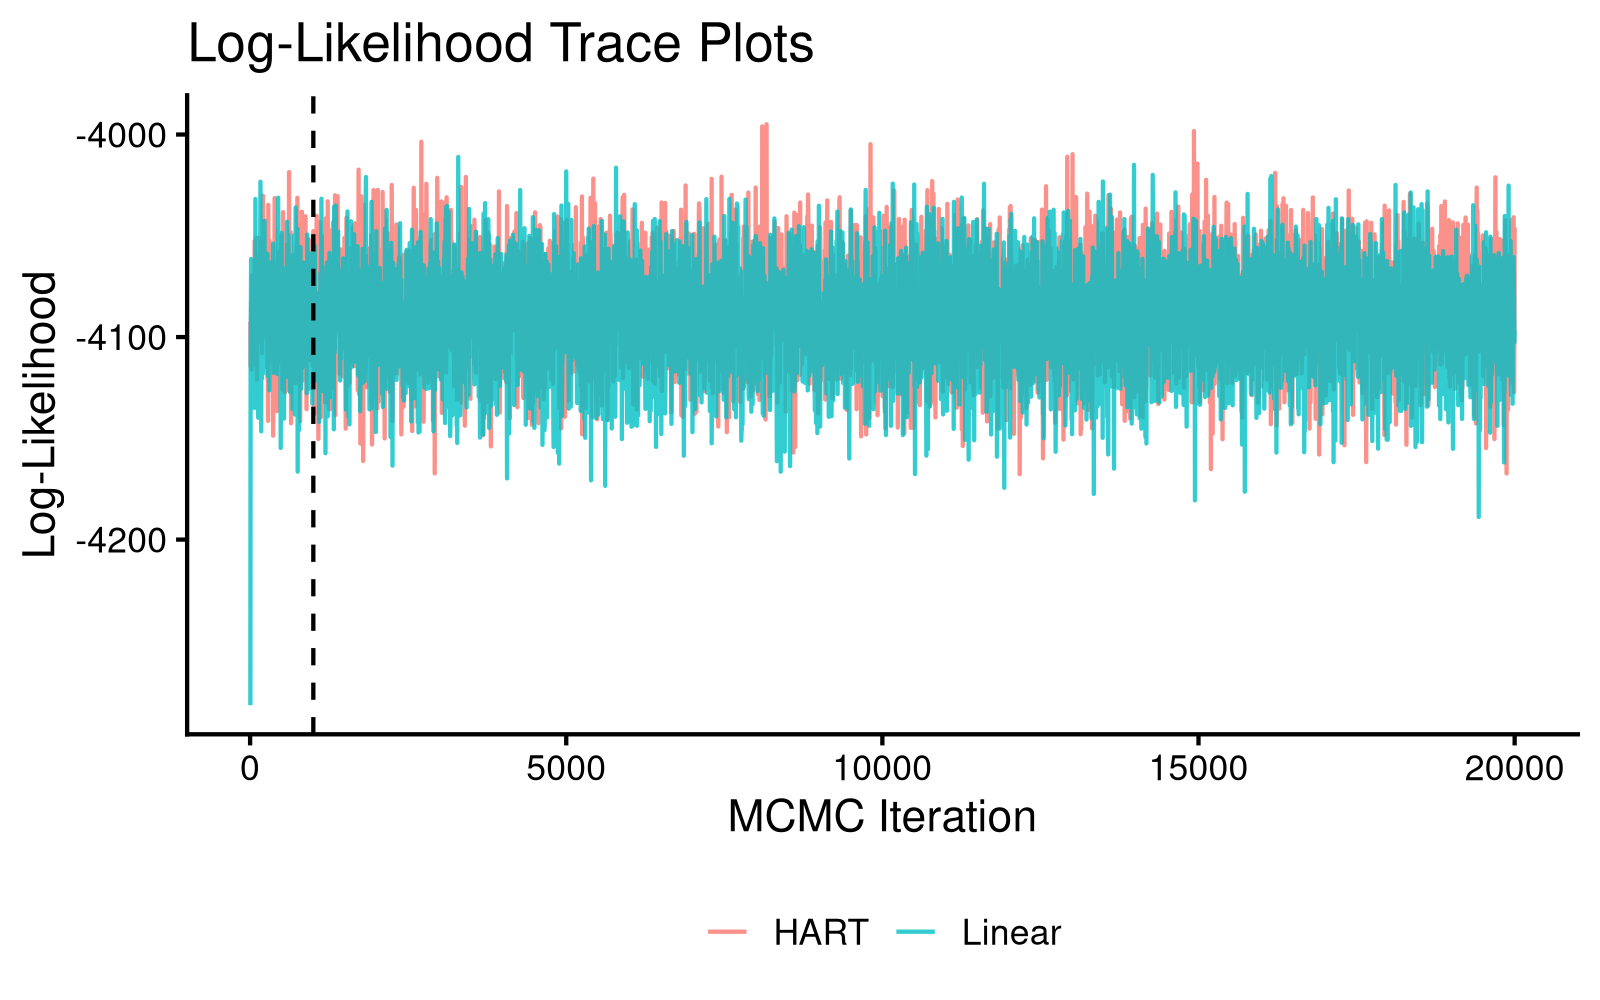 Log-Likelihood Trace Plots
Log-Likelihood
-4000
-4100
-4200
0 5000 10000 15000 20000
MCMC Iteration
HART Linear